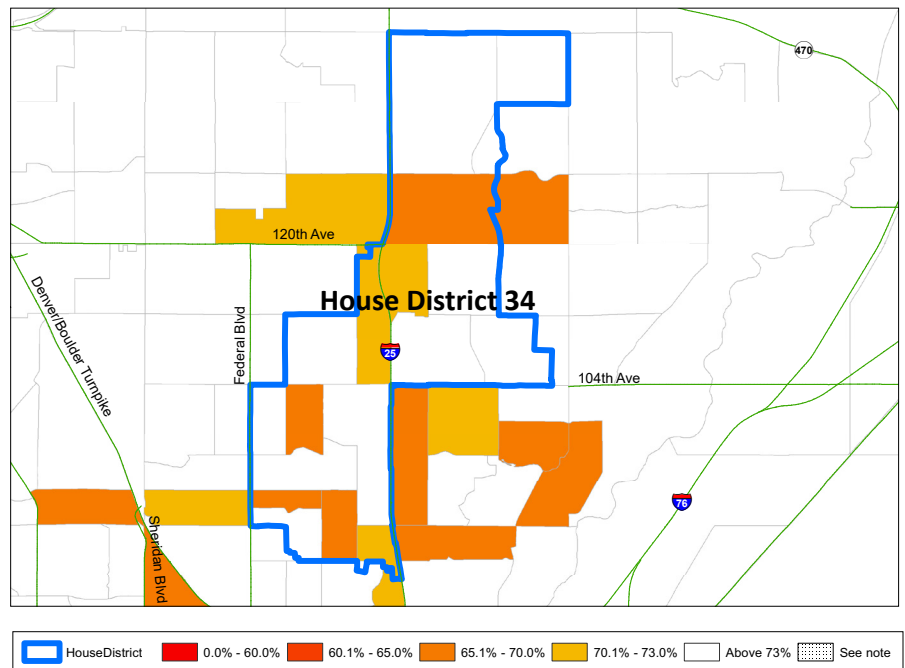 470
120th Ave
Denver/Boulder Turnpike
Federal Blvd
House District 34
25
104th Ave
76
Sheridan Blvd
HouseDistrict 0.0% - 60.0% 60.1% - 65.0% 65.1% - 70.0% 70.1% - 73.0% Above 73% See note